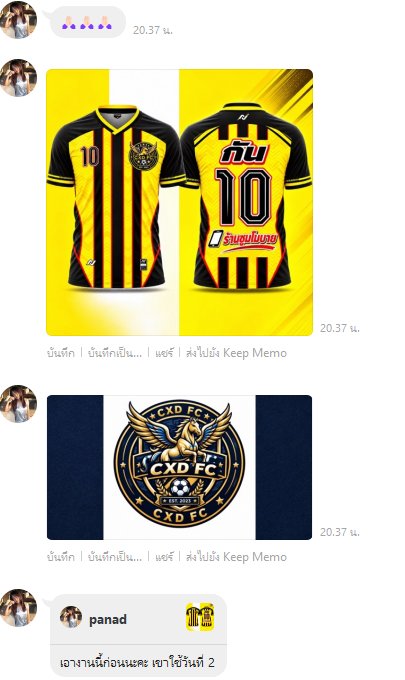 20.37 น.
10
CXD FC
กัน
10
ร้านชมโมบาย
20.37 น.
บันทึก | บันทึกเป็น... | แชร์ | ส่งไปยัง Keep Memo
CXD FC
CXD FC
EST. 2023
CXD FC
20.37 น.
บันทึก | บันทึกเป็น... | แชร์ | ส่งไปยัง Keep Memo
panad
เอางานนี้ก่อนนะคะ เขาใช้วันที่ 2